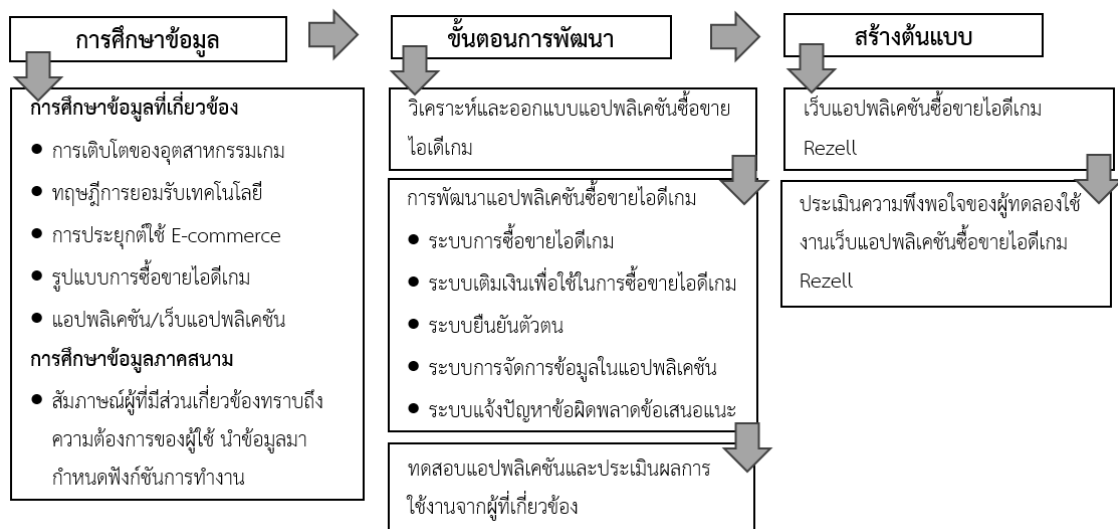 การศึกษาข้อมูล
การศึกษาข้อมูลที่เกี่ยวข้อง
● การเติบโตของอุตสาหกรรมเกม
● ทฤษฎีการยอมรับเทคโนโลยี
● การประยุกต์ใช้ E-commerce
● รูปแบบการซื้อขายไอดีเกม
● แอปพลิเคชัน/เว็บแอปพลิเคชัน
การศึกษาข้อมูลภาคสนาม
● สัมภาษณ์ผู้ที่มีส่วนเกี่ยวข้องทราบถึง
ความต้องการของผู้ใช้ นำข้อมูลมา
กำหนดฟังก์ชันการทำงาน
ขั้นตอนการพัฒนา
วิเคราะห์และออกแบบแอปพลิเคชันซื้อขาย
ไอเดีเกม
การพัฒนาแอปพลิเคชันซื้อขายไอดีเกม
● ระบบการซื้อขายไอดีเกม
● ระบบเติมเงินเพื่อใช้ในการซื้อขายไอดีเกม
● ระบบยืนยันตัวตน
● ระบบการจัดการข้อมูลในแอปพลิเคชัน
● ระบบแจ้งปัญหาข้อผิดพลาดข้อเสนอแนะ
ทดสอบแอปพลิเคชันและประเมินผลการ
ใช้งานจากผู้ที่เกี่ยวข้อง
สร้างต้นแบบ
เว็บแอปพลิเคชันซื้อขายไอดีเกม
Rezell
ประเมินความพึงพอใจของผู้ทดลองใช้
งานเว็บแอปพลิเคชันซื้อขายไอดีเกม
Rezell